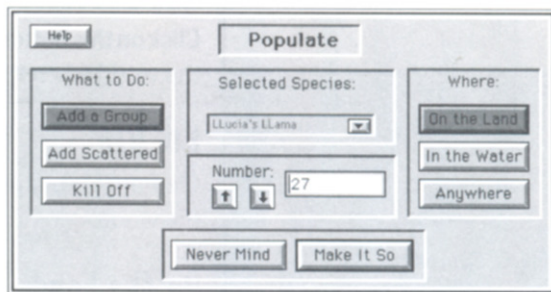 Help
Populate
What to Do:
Add a Group
Add Scattered
Kill Off
Selected Species:
LLucia's LLama
Number:
27
Where:
On the Land
In the Water
Anywhere
Never Mind
Make It So